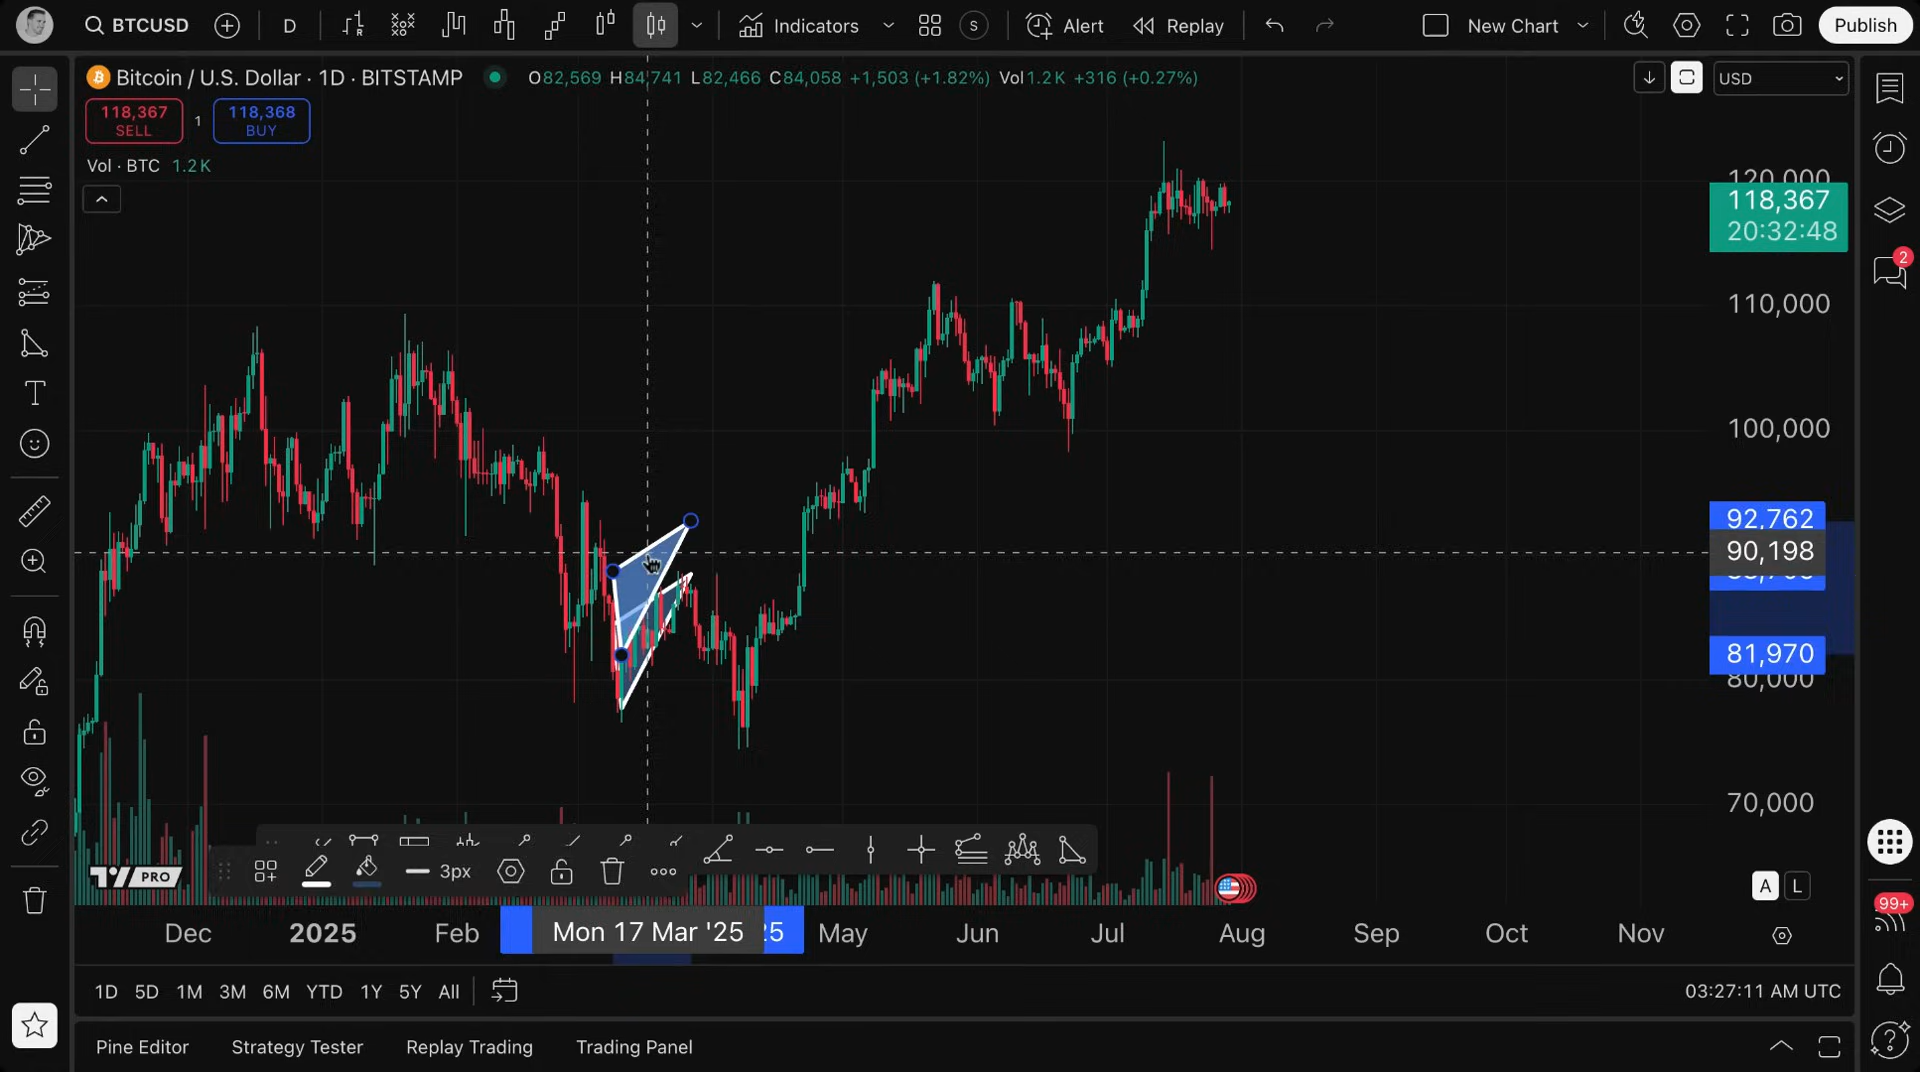 BTCUSD
D
Indicators
S
Alert
Replay
New Chart
Publish
Bitcoin / U.S. Dollar · 1D · BITSTAMP
O82,569 H84,741 L82,466 C84,058 +1,503 (+1.82%) Vol1.2 K +316 (+0.27%)
USD
118,367
SELL
1
118,368
BUY
Vol · BTC 1.2 K
120,000
118,367
20:32:48
2
110,000
100,000
92,762
90,198
81,970
80,000
70,000
PRO
3px
A
L
99+
Dec
2025
Feb
Mon 17 Mar '25
25
May
Jun
Jul
Aug
Sep
Oct
Nov
1D
5D
1M
3M
6M
YTD
1Y
5Y
All
03:27:11 AM UTC
Pine Editor
Strategy Tester
Replay Trading
Trading Panel